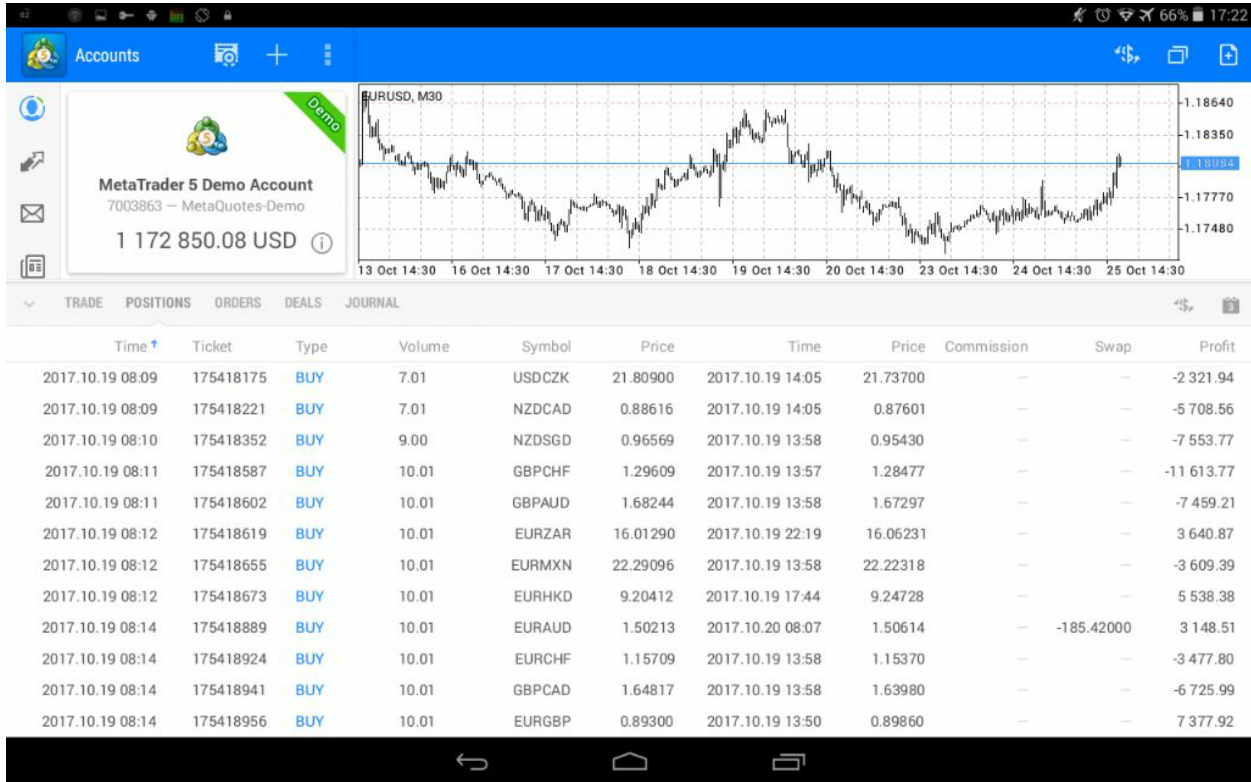 66% 17:22
Accounts
Demo
MetaTrader 5 Demo Account
7003863 — MetaQuotes-Demo
1 172 850.08 USD
EURUSD, M30
1.18640
1.18350
1.18084
1.17770
1.17480
13 Oct 14:30 16 Oct 14:30 17 Oct 14:30 18 Oct 14:30 19 Oct 14:30 20 Oct 14:30 23 Oct 14:30 24 Oct 14:30 25 Oct 14:30
TRADE POSITIONS ORDERS DEALS JOURNAL
Time Ticket Type Volume Symbol Price Time Price Commission Swap Profit
2017.10.19 08:09 175418175 BUY 7.01 USDCZK 21.80900 2017.10.19 14:05 21.73700 — — -2 321.94
2017.10.19 08:09 175418221 BUY 7.01 NZDCAD 0.88616 2017.10.19 14:05 0.87601 — — -5 708.56
2017.10.19 08:10 175418352 BUY 9.00 NZDSGD 0.96569 2017.10.19 13:58 0.95430 — — -7 553.77
2017.10.19 08:11 175418587 BUY 10.01 GBPCHF 1.29609 2017.10.19 13:57 1.28477 — — -11 613.77
2017.10.19 08:11 175418602 BUY 10.01 GBPAUD 1.68244 2017.10.19 13:58 1.67297 — — -7 459.21
2017.10.19 08:12 175418619 BUY 10.01 EURZAR 16.01290 2017.10.19 22:19 16.06231 — — 3 640.87
2017.10.19 08:12 175418655 BUY 10.01 EURMXN 22.29096 2017.10.19 13:58 22.22318 — — -3 609.39
2017.10.19 08:12 175418673 BUY 10.01 EURHKD 9.20412 2017.10.19 17:44 9.24728 — — 5 538.38
2017.10.19 08:14 175418889 BUY 10.01 EURAUD 1.50213 2017.10.20 08:07 1.50614 — -185.42000 3 148.51
2017.10.19 08:14 175418924 BUY 10.01 EURCHF 1.15709 2017.10.19 13:58 1.15370 — — -3 477.80
2017.10.19 08:14 175418941 BUY 10.01 GBPCAD 1.64817 2017.10.19 13:58 1.63980 — — -6 725.99
2017.10.19 08:14 175418956 BUY 10.01 EURGBP 0.89300 2017.10.19 13:50 0.89860 — — 7 377.92